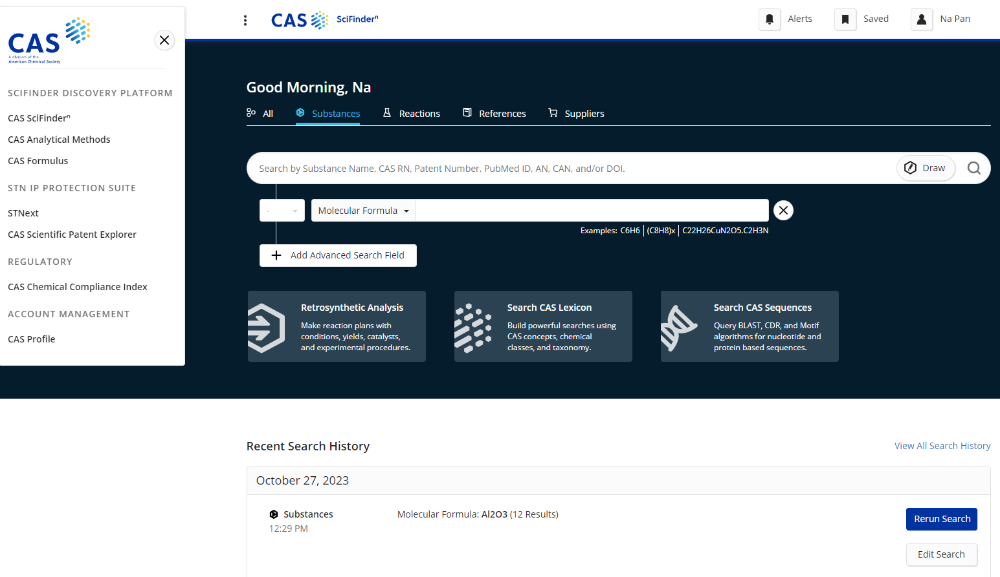 CAS
A division of the
American Chemical Society
SCIFINDER DISCOVERY PLATFORM
CAS SciFinderⁿ
CAS Analytical Methods
CAS Formulus
STN IP PROTECTION SUITE
STNext
CAS Scientific Patent Explorer
REGULATORY
CAS Chemical Compliance Index
ACCOUNT MANAGEMENT
CAS Profile
CAS SciFinderⁿ
Alerts
Saved
Na Pan
Good Morning, Na
All
Substances
Reactions
References
Suppliers
Search by Substance Name, CAS RN, Patent Number, PubMed ID, AN, CAN, and/or DOI.
Draw
-
Molecular Formula
Examples: C6H6 | (C8H8)x | C22H26CuN2O5.C2H3N
Add Advanced Search Field
Retrosynthetic Analysis
Make reaction plans with
conditions, yields, catalysts,
and experimental procedures.
Search CAS Lexicon
Build powerful searches using
CAS concepts, chemical
classes, and taxonomy.
Search CAS Sequences
Query BLAST, CDR, and Motif
algorithms for nucleotide and
protein based sequences.
Recent Search History
View All Search History
October 27, 2023
Substances
12:29 PM
Molecular Formula: Al2O3 (12 Results)
Rerun Search
Edit Search